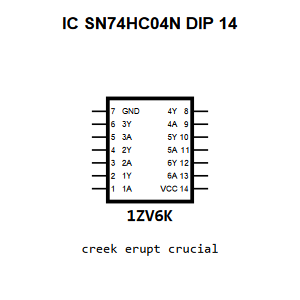 IC SN74HC04N DIP 14
7 GND 4Y 8
6 3Y 4A 9
5 3A 5Y 10
4 2Y 5A 11
3 2A 6Y 12
2 1Y 6A 13
1 1A VCC 14
1ZV6K
creek erupt crucial